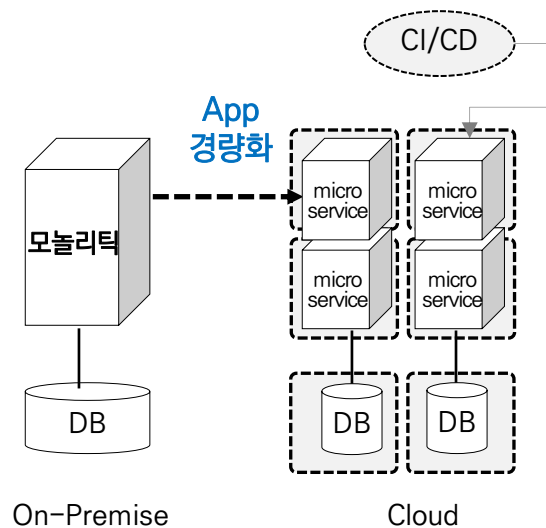 CI/CD
App
경량화
모놀리틱
micro
service
micro
service
micro
service
micro
service
DB
DB
DB
On-Premise
Cloud